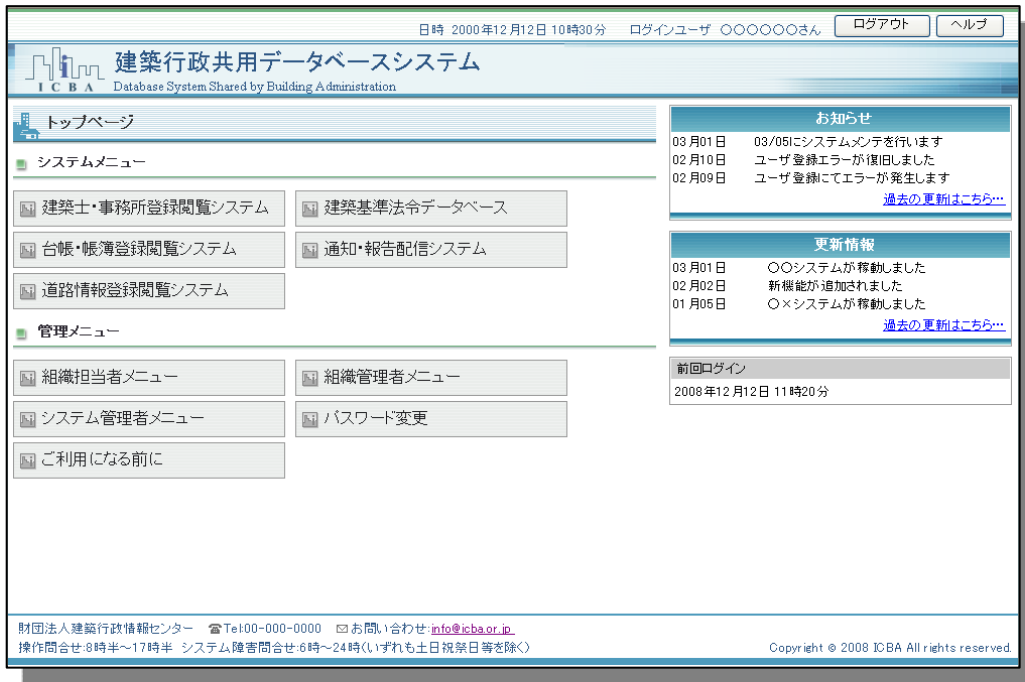 日時 2000年12月12日 10時30分 ログインユーザ 〇〇〇〇〇〇さん ログアウト ヘルプ
ICBA 建築行政共用データベースシステム
Database System Shared by Building Administration
トップページ
システムメニュー
建築士・事務所登録閲覧システム 建築基準法令データベース
台帳・帳簿登録閲覧システム 通知・報告配信システム
道路情報登録閲覧システム
管理メニュー
組織担当者メニュー 組織管理者メニュー
システム管理者メニュー パスワード変更
ご利用になる前に
お知らせ
03月01日 03/05にシステムメンテを行います
02月10日 ユーザ登録エラーが復旧しました
02月09日 ユーザ登録にてエラーが発生します
過去の更新はこちら…
更新情報
03月01日 〇〇システムが稼動しました
02月02日 新機能が追加されました
01月05日 〇×システムが稼動しました
過去の更新はこちら…
前回ログイン
2008年12月12日 11時20分
財団法人建築行政情報センター ☎Tel:00-000-0000 ✉お問い合わせ:info@icba.or.jp
操作問合せ:8時半～17時半 システム障害問合せ:6時～24時(いずれも土日祝祭日等を除く)
Copyright © 2008 ICBA All rights reserved.